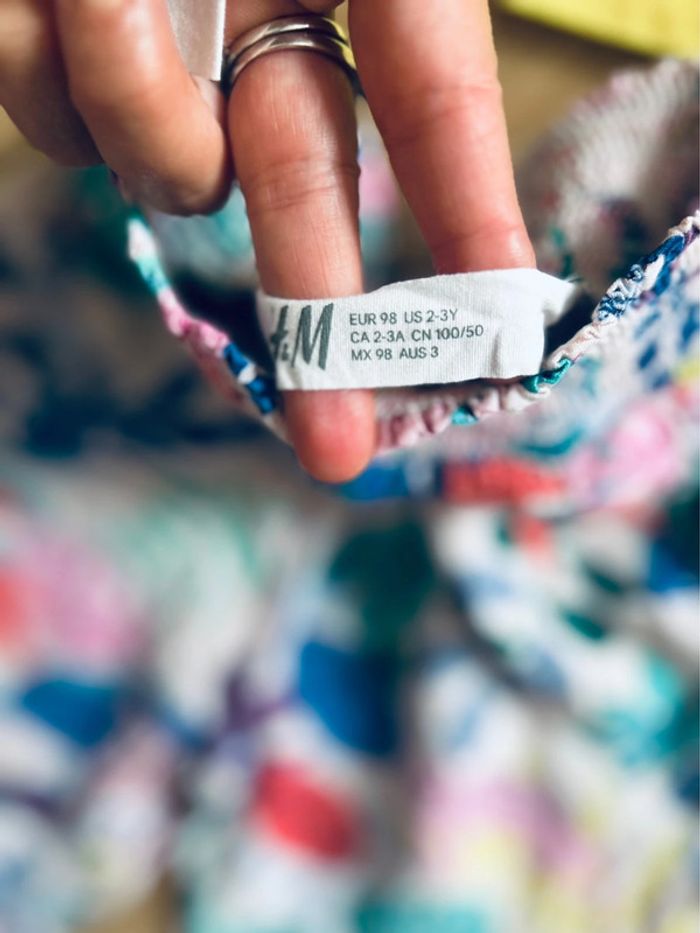 H&M
EUR 98 US 2-3Y
CA 2-3A CN 100/50
MX 98 AUS 3